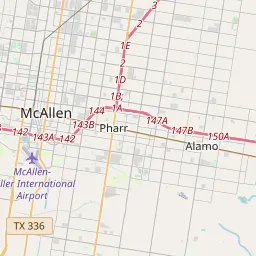 3
2
1E
2
1D
1B;
1A
144
143B
147A
147B
150A
142
143A
142
McAllen
Pharr
Alamo
McAllen-
ller International
Airport
TX 336